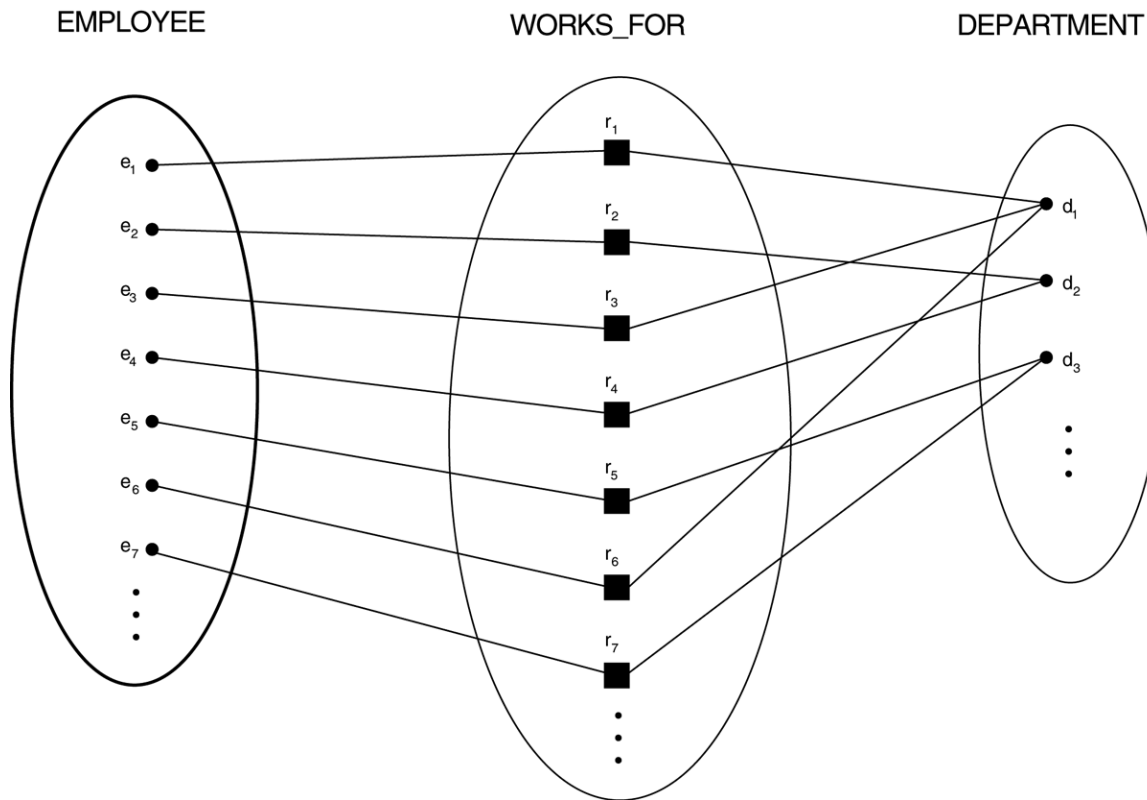 EMPLOYEE
WORKS_FOR
DEPARTMENT
e₁
e₂
e₃
e₄
e₅
e₆
e₇
r₁
r₂
r₃
r₄
r₅
r₆
r₇
d₁
d₂
d₃